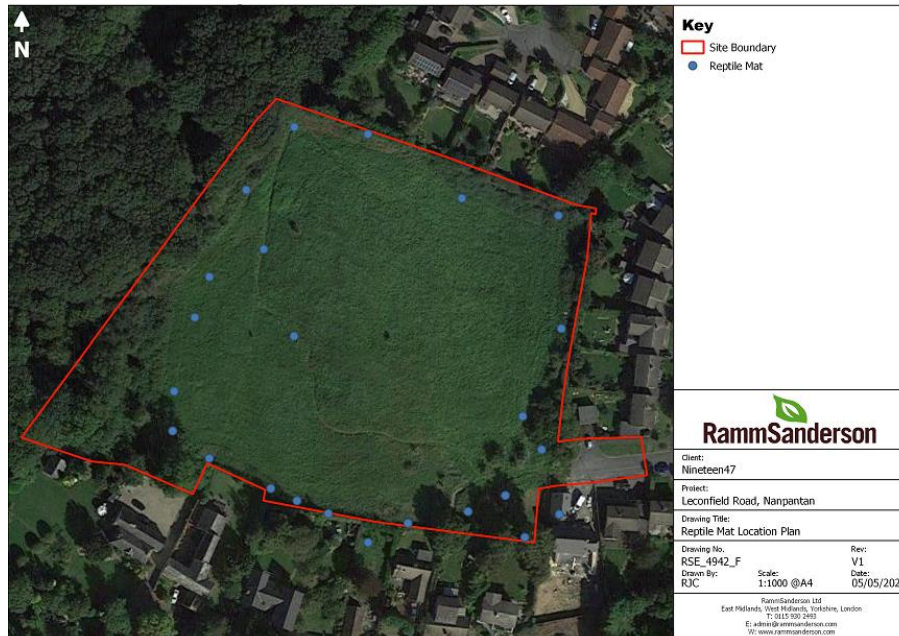 N
Key
Site Boundary
Reptile Mat
RammSanderson
Client:
Nineteen47
Project:
Leconfield Road, Nanpantan
Drawing Title:
Reptile Mat Location Plan
Drawing No. Rev:
RSE_4942_F V1
Drawn By: Scale: Date:
RJC 1:1000 @A4 05/05/202
RammSanderson Ltd
East Midlands, West Midlands, Yorkshire, London
T: 0115 930 2493
E: admin@rammsanderson.com
W: www.rammsanderson.com